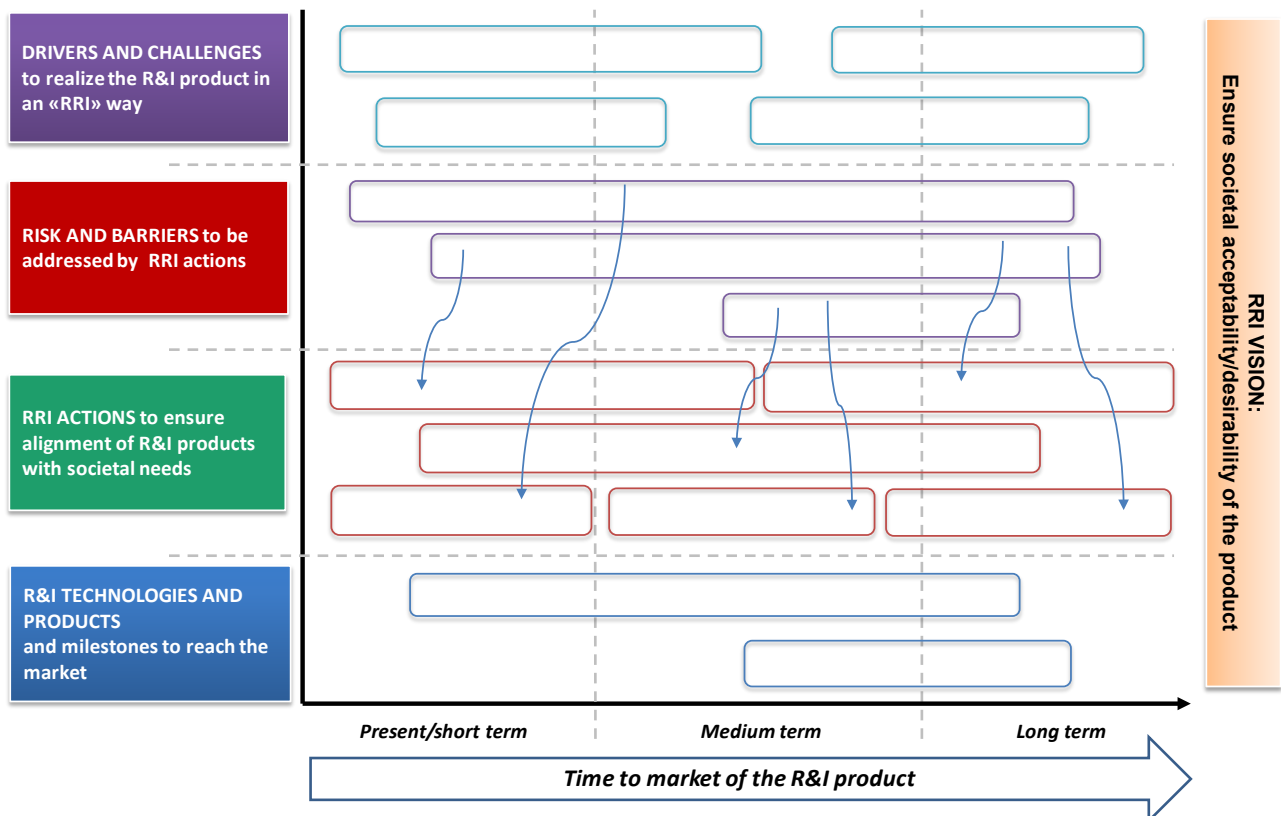 DRIVERS AND CHALLENGES
to realize the R&I product in
an «RRI» way
RISK AND BARRIERS to be
addressed by RRI actions
RRI ACTIONS to ensure
alignment of R&I products
with societal needs
R&I TECHNOLOGIES AND
PRODUCTS
and milestones to reach the
market
RRI VISION:
Ensure societal acceptability/desirability of the product
Present/short term
Medium term
Long term
Time to market of the R&I product